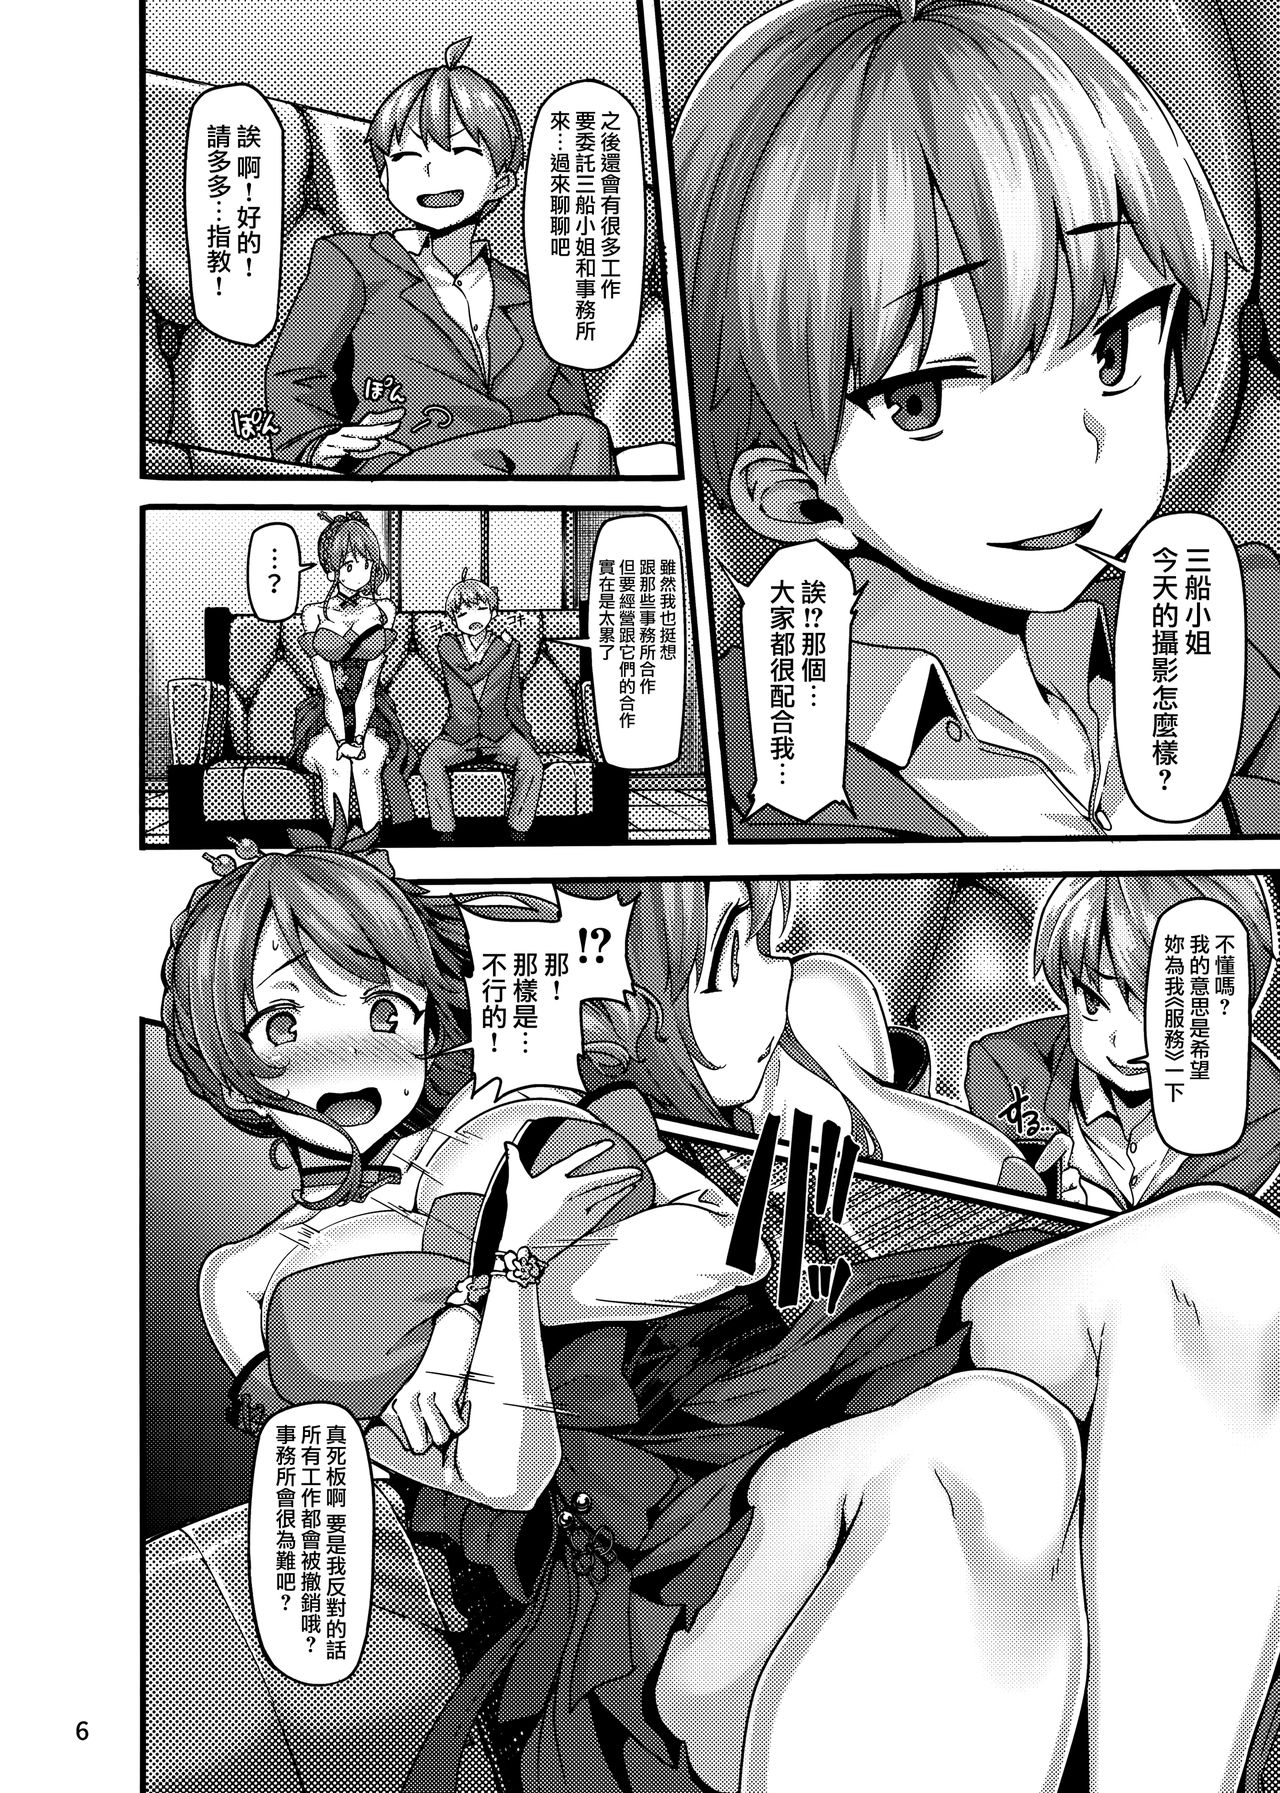 三船小姐
今天的攝影怎麼樣？
誒!?那個…
大家都很配合我…
之後還會有很多工作
要委託三船小姐和事務所
來…過來聊聊吧
誒啊！好的！
請多多…指教！
ぽん
ぽん
雖然我也挺想
跟那些事務所合作
但要經營跟它們的合作
實在是太累了
…？
不懂嗎？
我的意思是希望
妳為我《服務》一下
!?
那！
那樣是…
不行的！
真死板啊 要是我反對的話
所有工作都會被撤銷哦？
事務所會很為難吧？
6